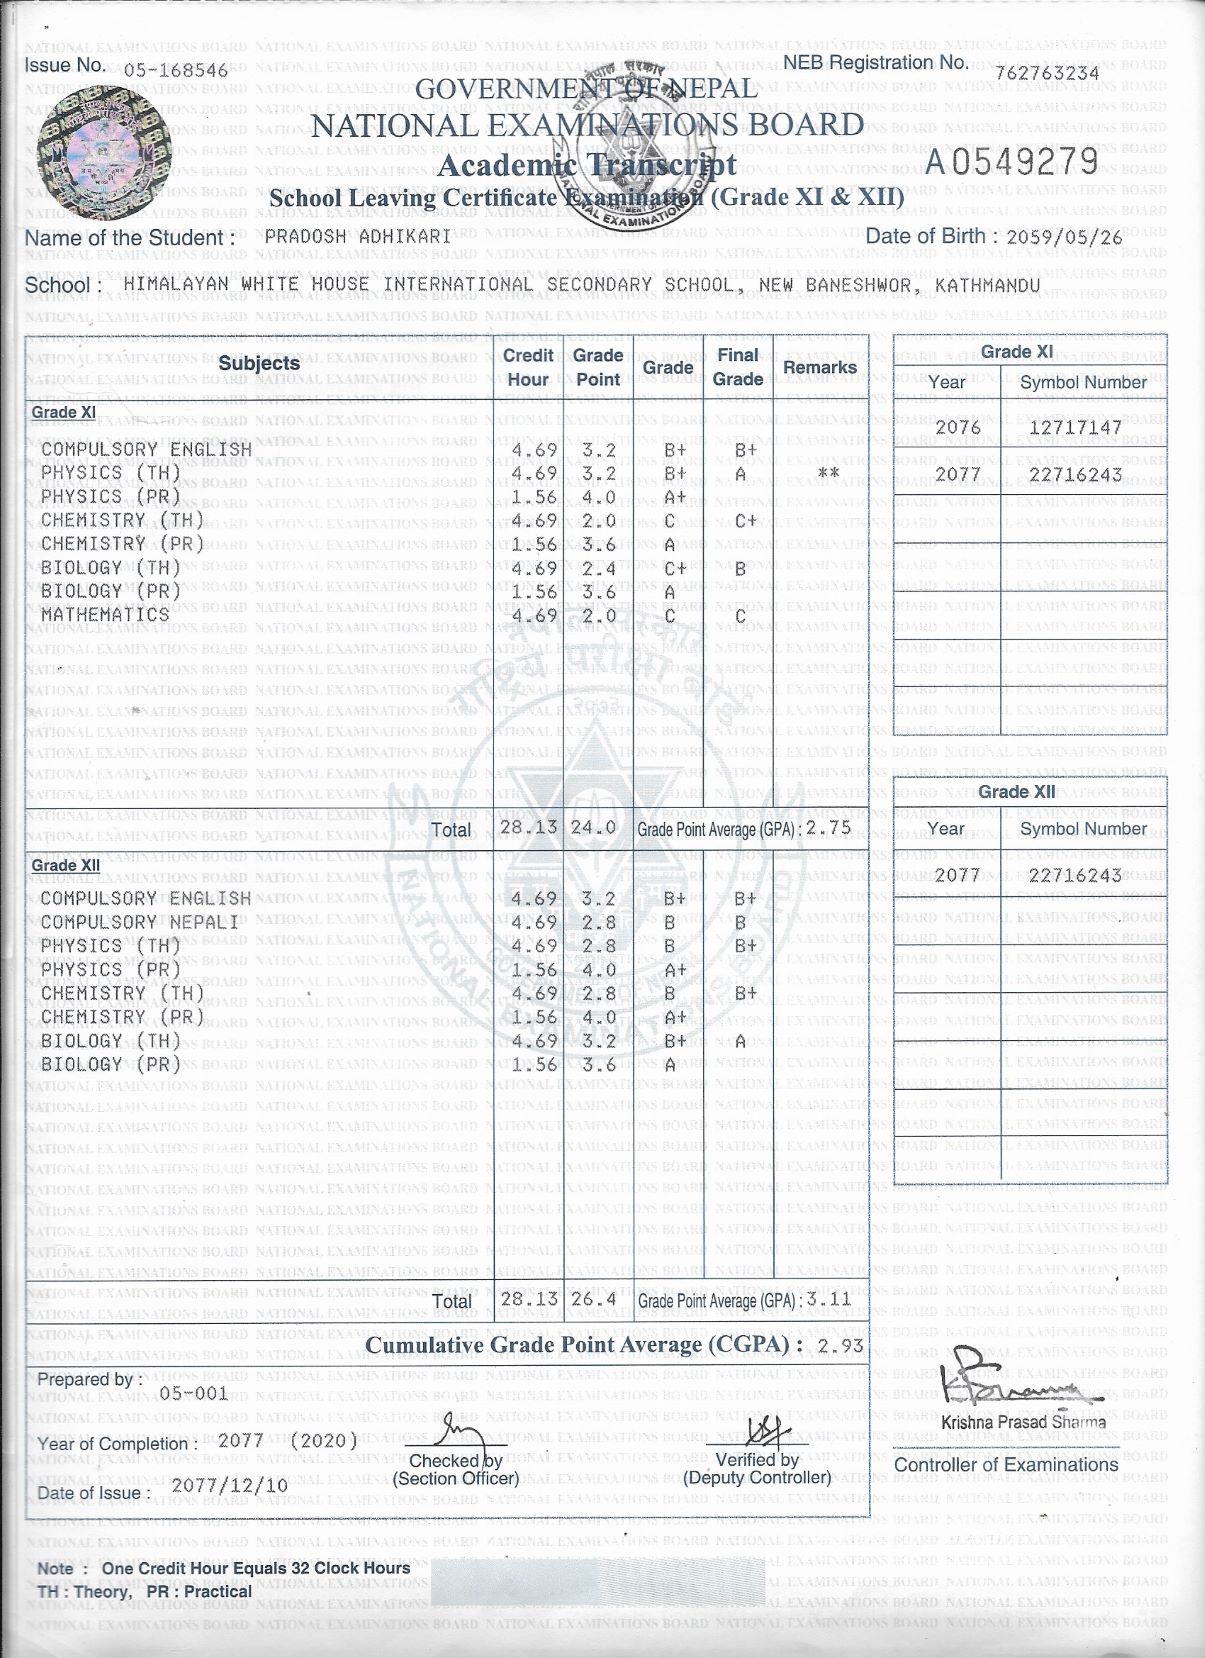 Issue No. 05-168546
NEB Registration No. 762763234
नेपाल सरकार
GOVERNMENT OF NEPAL
NATIONAL EXAMINATIONS BOARD
Academic Transcript
A0549279
School Leaving Certificate Examination (Grade XI & XII)
Name of the Student : PRADOSH ADHIKARI
Date of Birth : 2059/05/26
School : HIMALAYAN WHITE HOUSE INTERNATIONAL SECONDARY SCHOOL, NEW BANESHWOR, KATHMANDU
Subjects Credit Hour Grade Point Grade Final Grade Remarks
Grade XI
COMPULSORY ENGLISH 4.69 3.2 B+ B+
PHYSICS (TH) 4.69 3.2 B+ A **
PHYSICS (PR) 1.56 4.0 A+
CHEMISTRY (TH) 4.69 2.0 C C+
CHEMISTRY (PR) 1.56 3.6 A
BIOLOGY (TH) 4.69 2.4 C+ B
BIOLOGY (PR) 1.56 3.6 A
MATHEMATICS 4.69 2.0 C C
Total 28.13 24.0 Grade Point Average (GPA) : 2.75
Grade XII
COMPULSORY ENGLISH 4.69 3.2 B+ B+
COMPULSORY NEPALI 4.69 2.8 B B
PHYSICS (TH) 4.69 2.8 B B+
PHYSICS (PR) 1.56 4.0 A+
CHEMISTRY (TH) 4.69 2.8 B B+
CHEMISTRY (PR) 1.56 4.0 A+
BIOLOGY (TH) 4.69 3.2 B+ A
BIOLOGY (PR) 1.56 3.6 A
Total 28.13 26.4 Grade Point Average (GPA) : 3.11
Cumulative Grade Point Average (CGPA) : 2.93
Grade XI
Year Symbol Number
2076 12717147
2077 22716243
Grade XII
Year Symbol Number
2077 22716243
Prepared by :
05-001
Year of Completion : 2077 (2020)
Date of Issue : 2077/12/10
Checked by
(Section Officer)
Verified by
(Deputy Controller)
Krishna Prasad Sharma
Controller of Examinations
Note : One Credit Hour Equals 32 Clock Hours
TH : Theory, PR : Practical